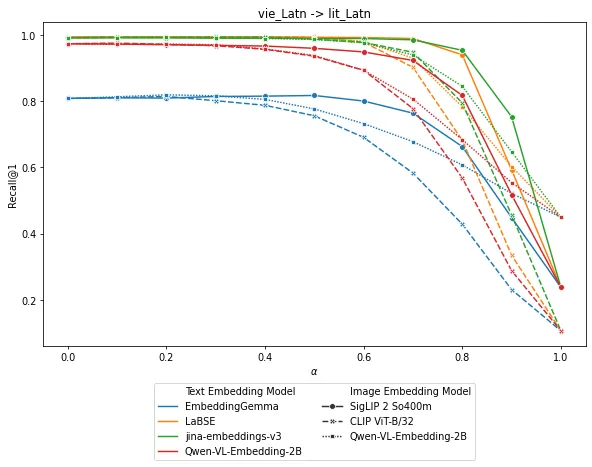 vie_Latn -> lit_Latn
Recall@1
1.0
0.8
0.6
0.4
0.2
0.0 0.2 0.4 0.6 0.8 1.0
α
Text Embedding Model Image Embedding Model
EmbeddingGemma SigLIP 2 So400m
LaBSE CLIP ViT-B/32
jina-embeddings-v3 Qwen-VL-Embedding-2B
Qwen-VL-Embedding-2B